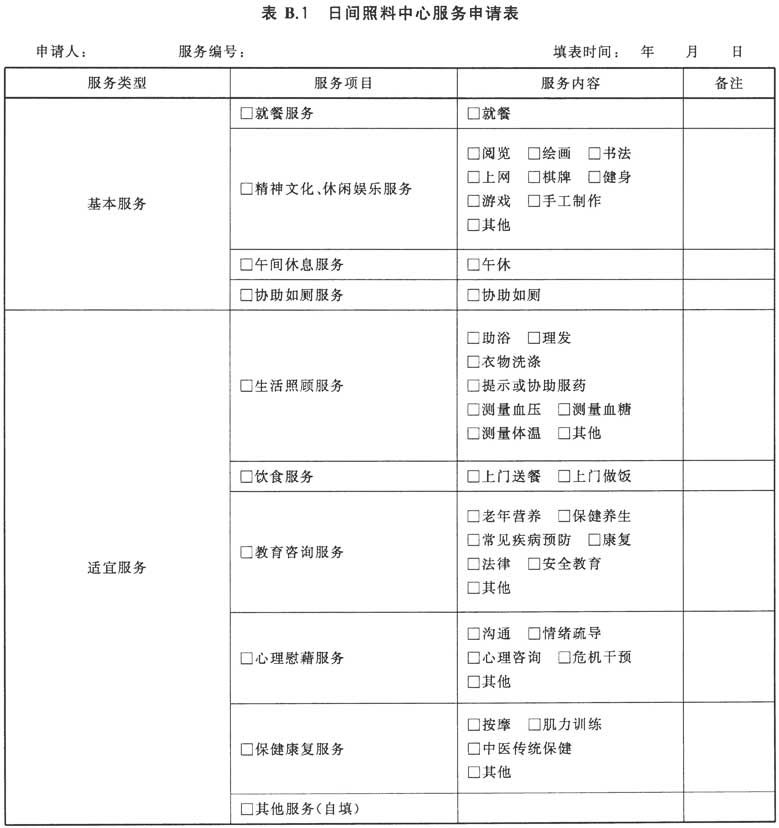 表 B.1 日间照料中心服务申请表
申请人： 服务编号： 填表时间： 年 月 日
服务类型 服务项目 服务内容 备注
基本服务
□就餐服务 □就餐
□精神文化、休闲娱乐服务
□阅览 □绘画 □书法
□上网 □棋牌 □健身
□游戏 □手工制作
□其他
□午间休息服务 □午休
□协助如厕服务 □协助如厕
适宜服务
□生活照顾服务
□助浴 □理发
□衣物洗涤
□提示或协助服药
□测量血压 □测量血糖
□测量体温 □其他
□饮食服务 □上门送餐 □上门做饭
□教育咨询服务
□老年营养 □保健养生
□常见疾病预防 □康复
□法律 □安全教育
□其他
□心理慰藉服务
□沟通 □情绪疏导
□心理咨询 □危机干预
□其他
□保健康复服务
□按摩 □肌力训练
□中医传统保健
□其他
□其他服务(自填)